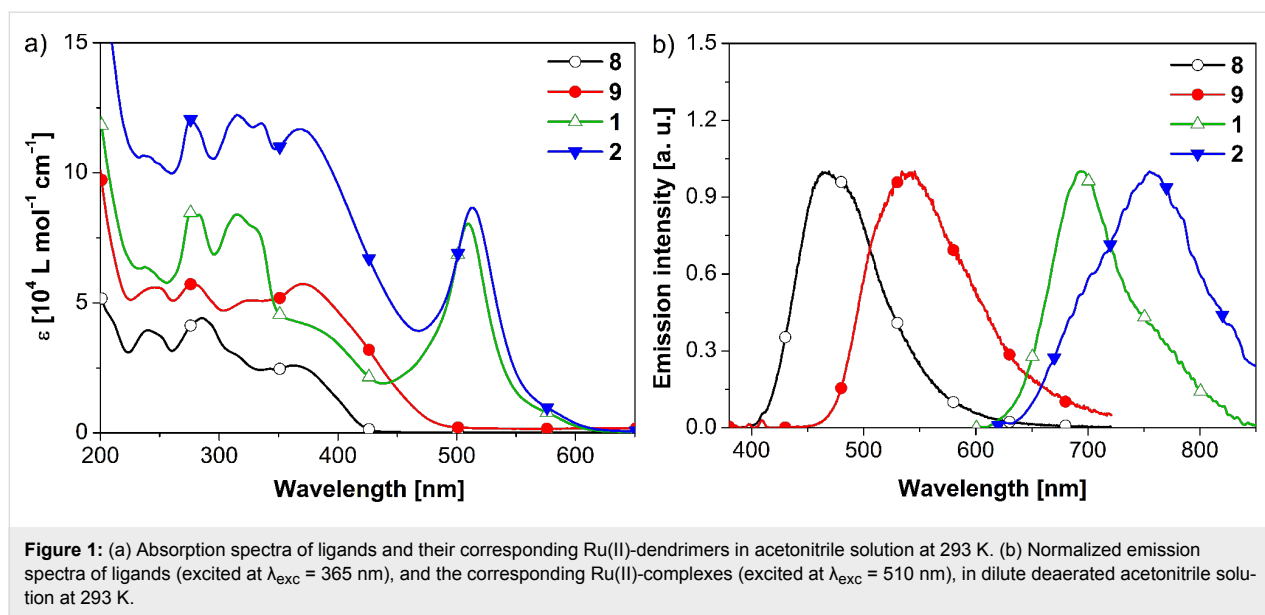 a)
15
10
5
0
ε [10⁴ L mol⁻¹ cm⁻¹]
200 300 400 500 600
Wavelength [nm]
8
9
1
2
b)
1.5
1.2
0.9
0.6
0.3
0.0
Emission intensity [a. u.]
400 500 600 700 800
Wavelength [nm]
8
9
1
2
Figure 1: (a) Absorption spectra of ligands and their corresponding Ru(II)-dendrimers in acetonitrile solution at 293 K. (b) Normalized emission
spectra of ligands (excited at λexc = 365 nm), and the corresponding Ru(II)-complexes (excited at λexc = 510 nm), in dilute deaerated acetonitrile solu-
tion at 293 K.